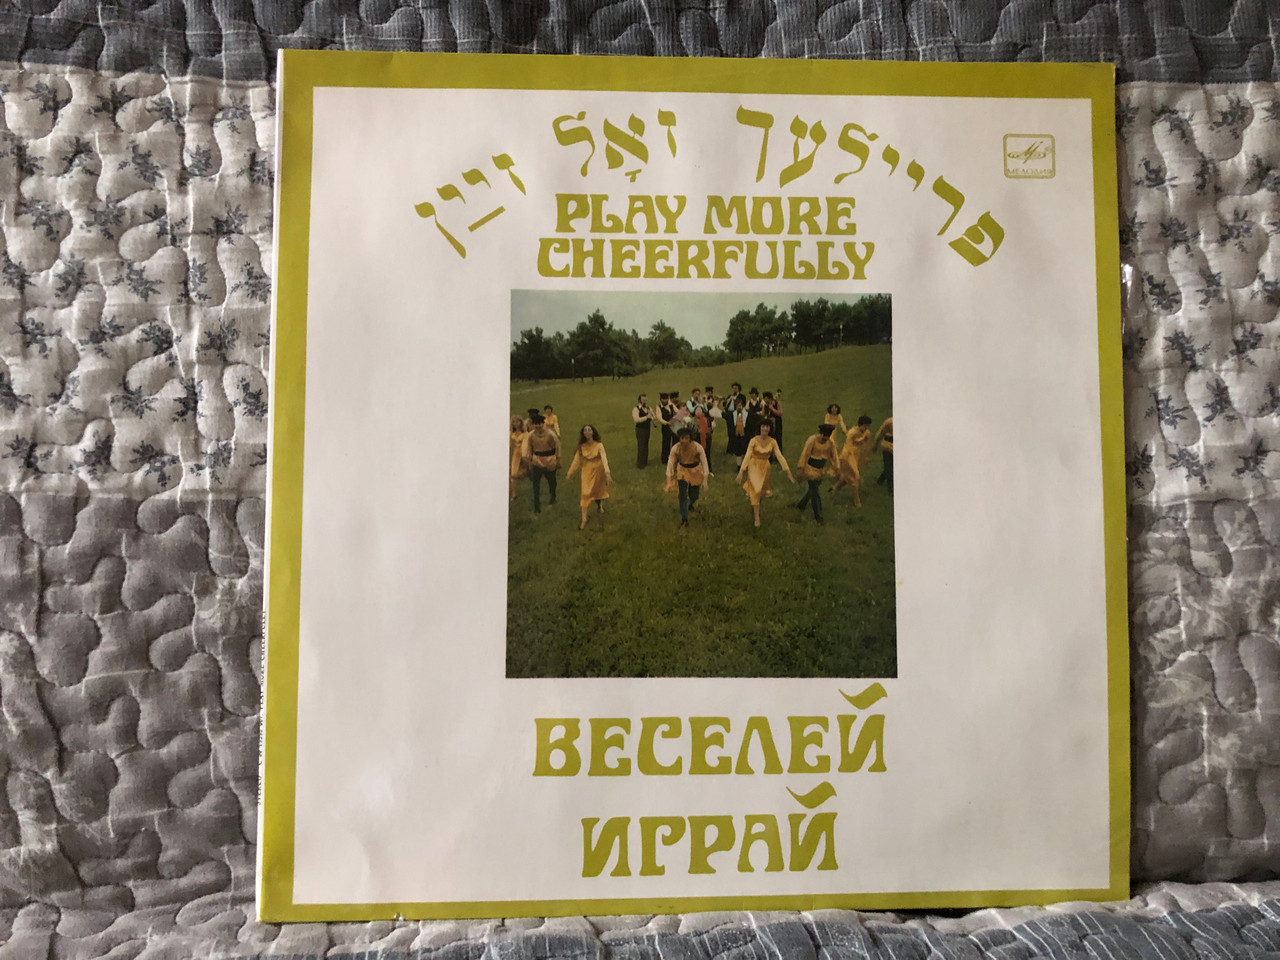 פריילעך זאָל זײַן
PLAY MORE
CHEERFULLY
МЕЛОДИЯ
ВЕСЕЛЕЙ
ИГРАЙ